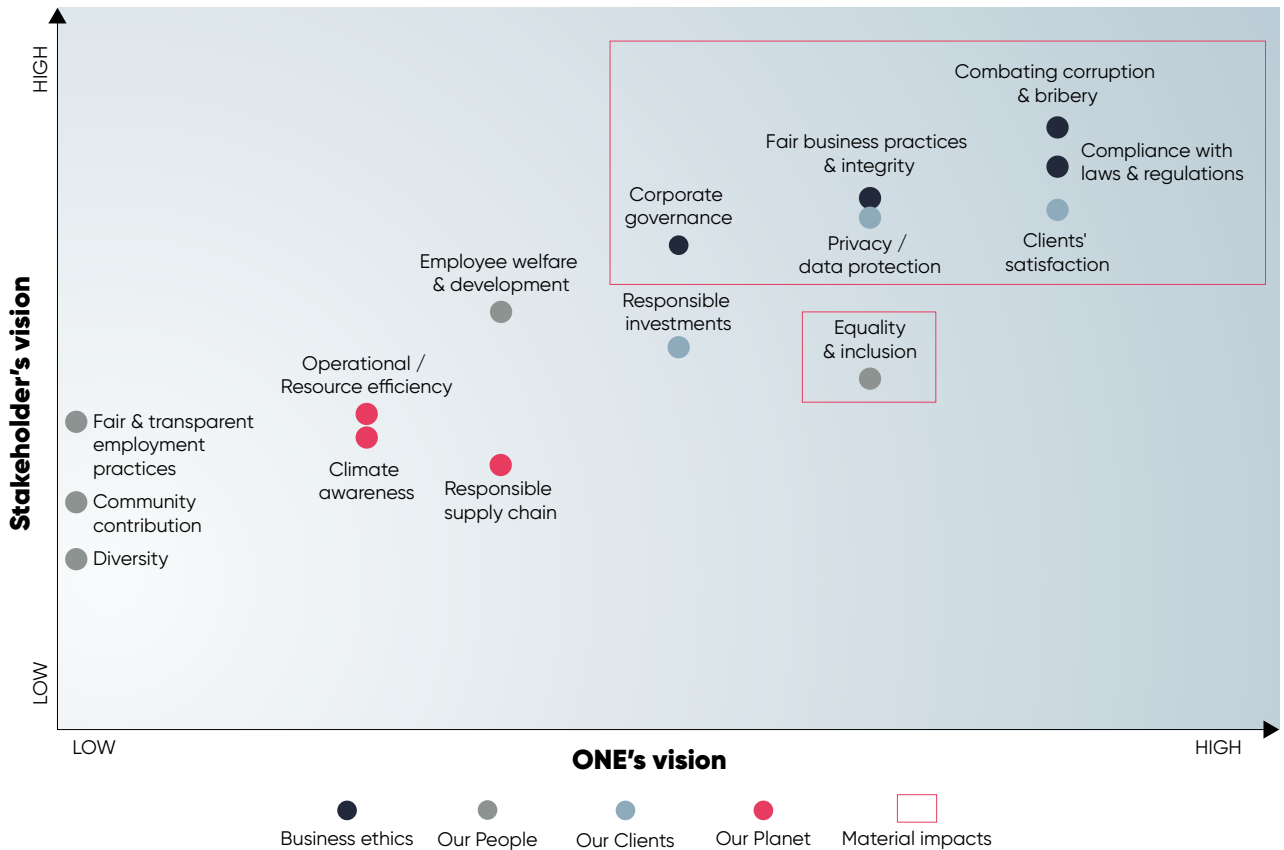 HIGH
Stakeholder's vision
LOW
Combating corruption
& bribery
Compliance with
laws & regulations
Fair business practices
& integrity
Corporate
governance
Privacy /
data protection
Clients'
satisfaction
Employee welfare
& development
Responsible
investments
Equality
& inclusion
Operational /
Resource efficiency
Fair & transparent
employment
practices
Climate
awareness
Responsible
supply chain
Community
contribution
Diversity
LOW
HIGH
ONE's vision
Business ethics
Our People
Our Clients
Our Planet
Material impacts